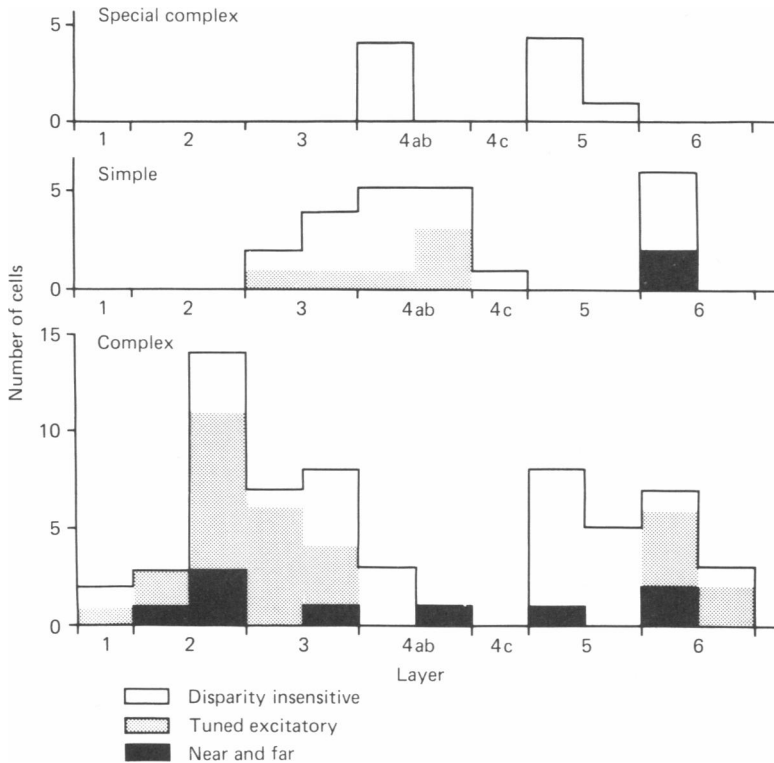 5
Special complex
0
1 2 3 4ab 4c 5 6
Simple
5
0
1 2 3 4ab 4c 5 6
Number of cells
15
Complex
10
5
0
1 2 3 4ab 4c 5 6
Layer
Disparity insensitive
Tuned excitatory
Near and far